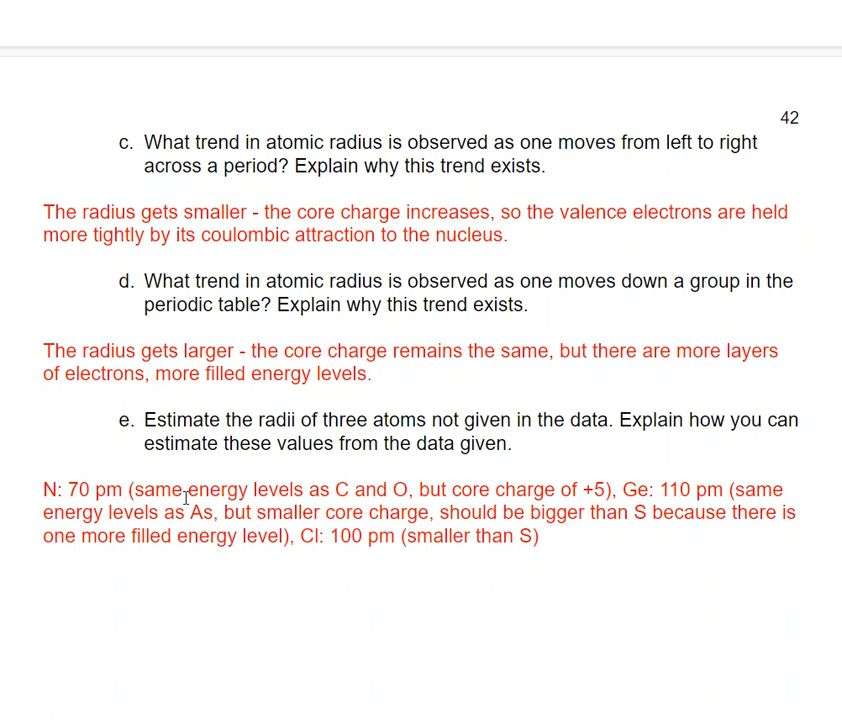 42
c. What trend in atomic radius is observed as one moves from left to right
across a period? Explain why this trend exists.
The radius gets smaller - the core charge increases, so the valence electrons are held
more tightly by its coulombic attraction to the nucleus.
d. What trend in atomic radius is observed as one moves down a group in the
periodic table? Explain why this trend exists.
The radius gets larger - the core charge remains the same, but there are more layers
of electrons, more filled energy levels.
e. Estimate the radii of three atoms not given in the data. Explain how you can
estimate these values from the data given.
N: 70 pm (same energy levels as C and O, but core charge of +5), Ge: 110 pm (same
energy levels as As, but smaller core charge, should be bigger than S because there is
one more filled energy level), Cl: 100 pm (smaller than S)